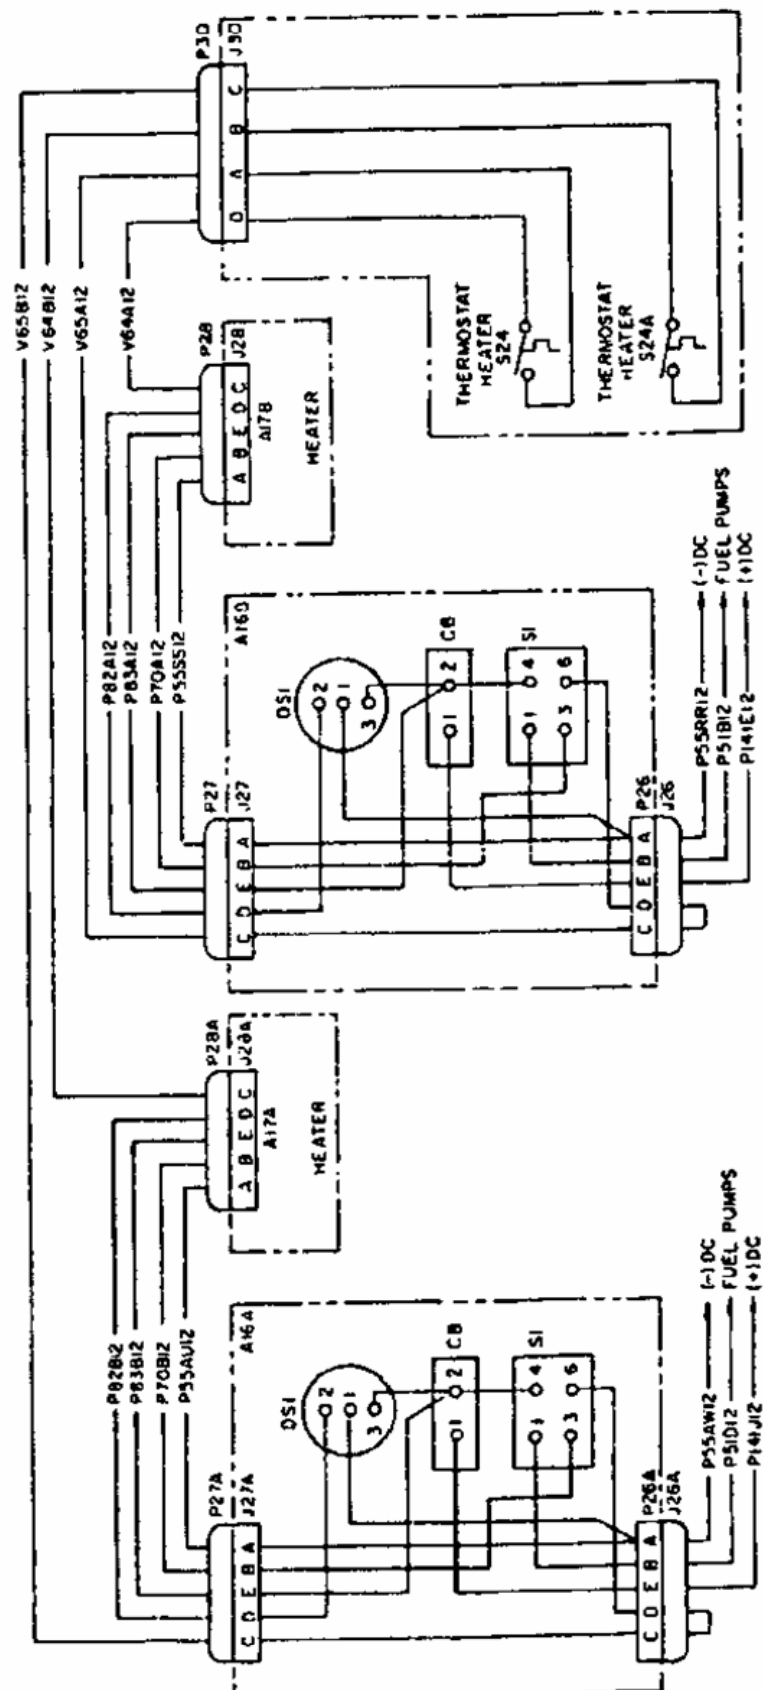 V65B12
V64B12
V65A12
V64A12
P30
J30
C
B
A
D
THERMOSTAT
HEATER
S24
THERMOSTAT
HEATER
S24A
P28
J28
A B E D C
A17B
HEATER
P82A12
P83A12
P70A12
P55SS12
A16B
DS1
2
1
3
CB
2
1
S1
4
6
1
3
P27
J27
C D E B A
P26
J26
C D E B A
P55RR12 (-)DC
P51B12 FUEL PUMPS
P141E12 (+)DC
P28A
J28A
A B E D C
A17A
HEATER
P82B12
P83B12
P70B12
P55AU12
A16A
DS1
2
1
3
CB
2
1
S1
4
6
1
3
P27A
J27A
C D E B A
P26A
J26A
C D E B A
P55AW12 (-)DC
P51D12 FUEL PUMPS
P141J12 (+)DC